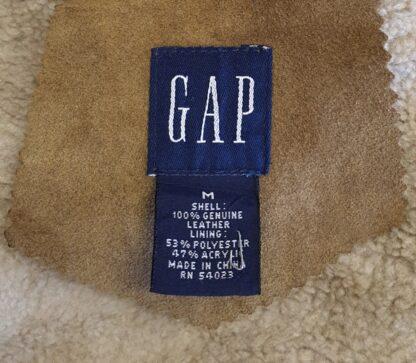 GAP
M
SHELL:
100% GENUINE
LEATHER
LINING:
53% POLYESTER
47% ACRYLIC
MADE IN CHINA
RN 54023